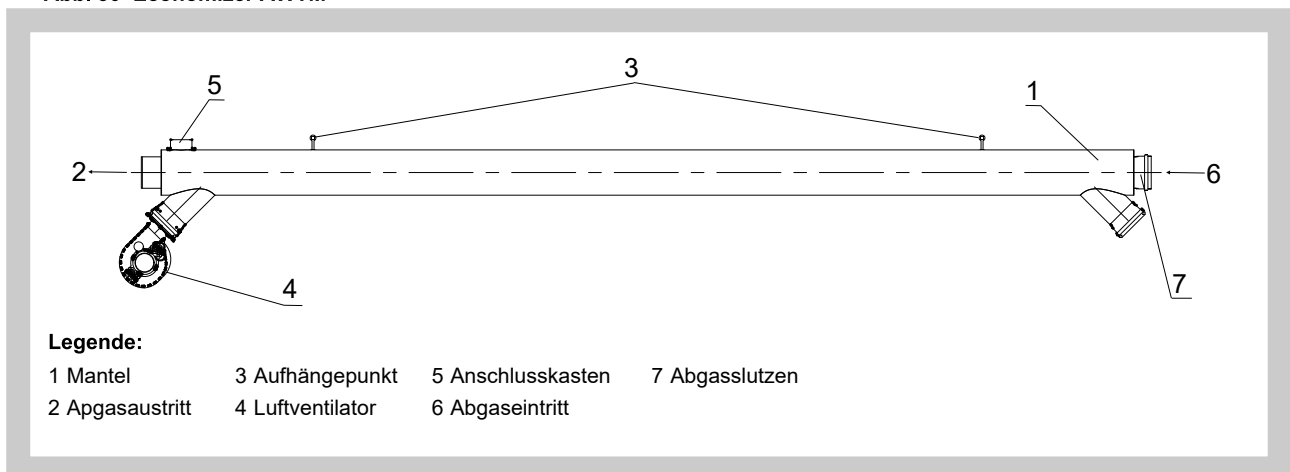 5
3
1
2
6
4
7
Legende:
1 Mantel 3 Aufhängepunkt 5 Anschlusskasten 7 Abgasslutzen
2 Apgasaustritt 4 Luftventilator 6 Abgaseintritt